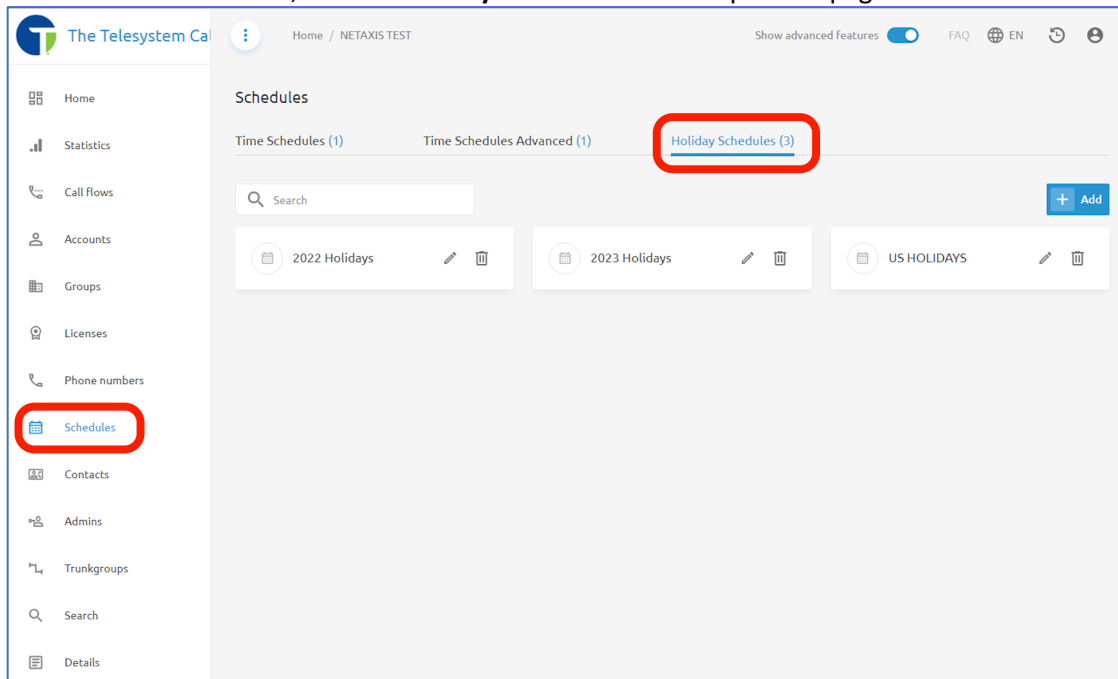 The Telesystem Cal
Home / NETAXIS TEST
Show advanced features
FAQ
EN
Home
Statistics
Call flows
Accounts
Groups
Licenses
Phone numbers
Schedules
Contacts
Admins
Trunkgroups
Search
Details
Schedules
Time Schedules (1)
Time Schedules Advanced (1)
Holiday Schedules (3)
Search
+ Add
2022 Holidays
2023 Holidays
US HOLIDAYS